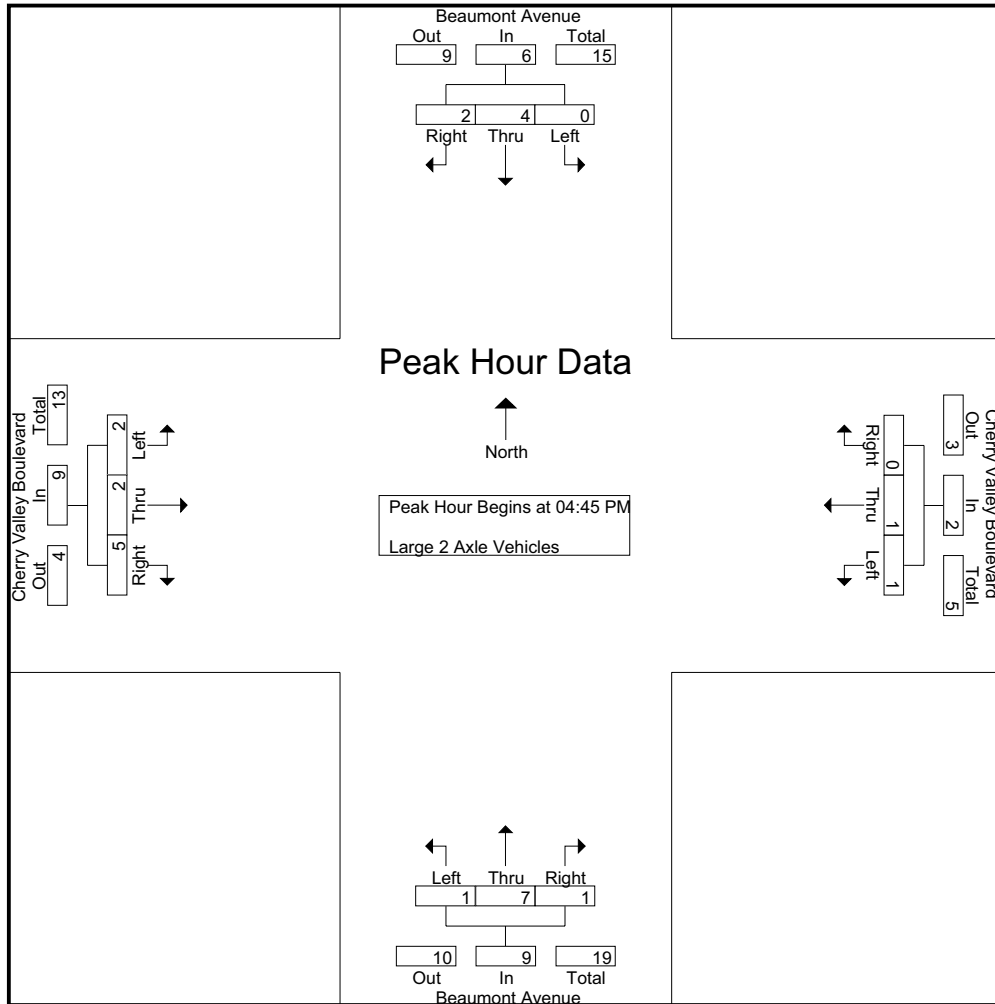 Beaumont Avenue
Out In Total
9 6 15
2 4 0
Right Thru Left
Peak Hour Data
North
Peak Hour Begins at 04:45 PM
Large 2 Axle Vehicles
Cherry Valley Boulevard
Out In Total
4 9 13
Left Thru Right
2 2 5
Cherry Valley Boulevard
Out In Total
3 2 5
Right Thru Left
0 1 1
Left Thru Right
1 7 1
10 9 19
Out In Total
Beaumont Avenue